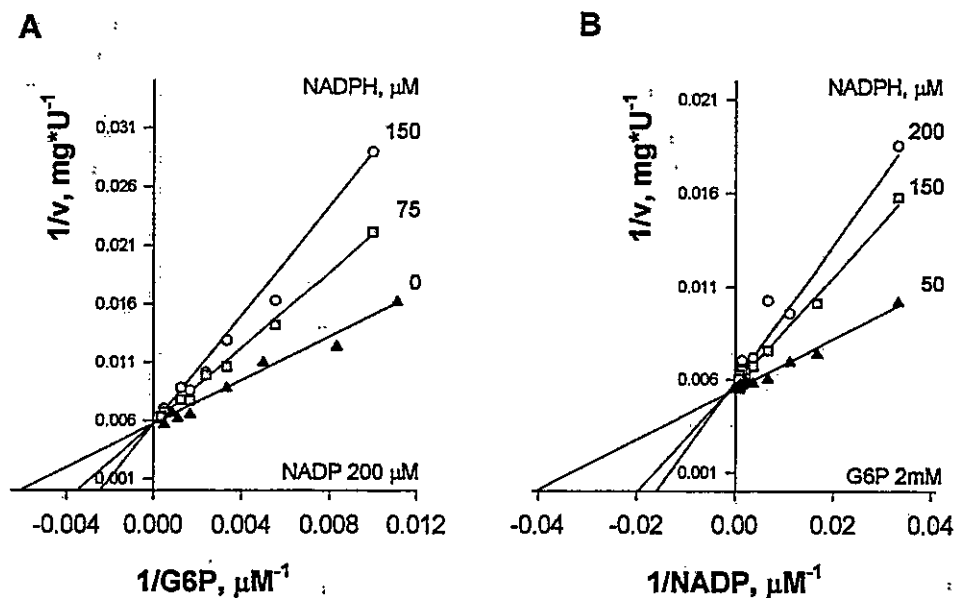 A
NADPH, µM
150
75
0
1/v, mg*U-1
0.031
0.026
0.021
0.016
0.011
0.006
0.001
NADP 200 µM
-0.004
0.000
0.004
0.008
0.012
1/G6P, µM-1
B
NADPH, µM
200
150
50
1/v, mg*U-1
0.021
0.016
0.011
0.006
0.001
G6P 2mM
-0.04
-0.02
0.00
0.02
0.04
1/NADP, µM-1